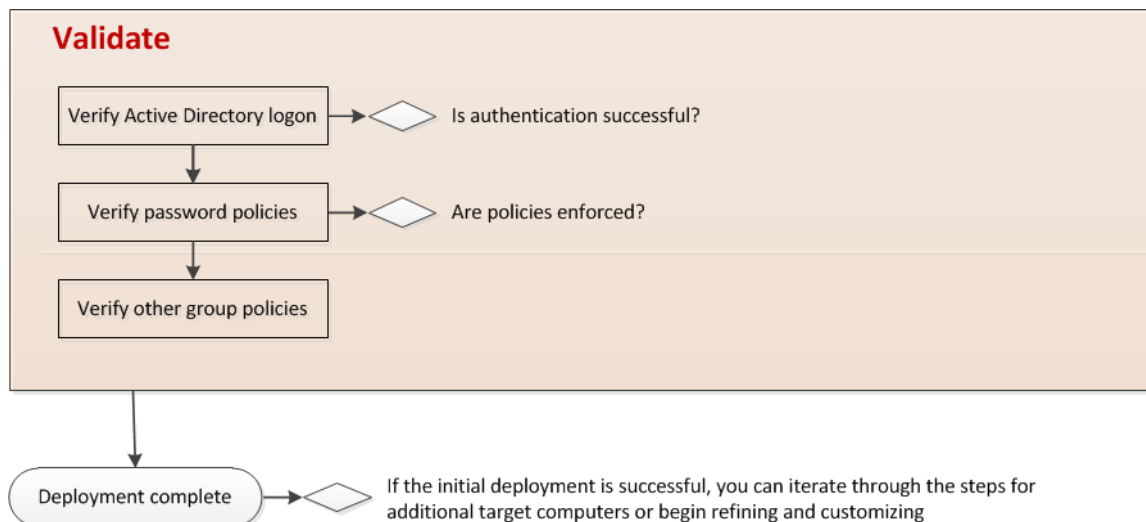 Validate
Verify Active Directory logon
Is authentication successful?
Verify password policies
Are policies enforced?
Verify other group policies
Deployment complete
If the initial deployment is successful, you can iterate through the steps for
additional target computers or begin refining and customizing